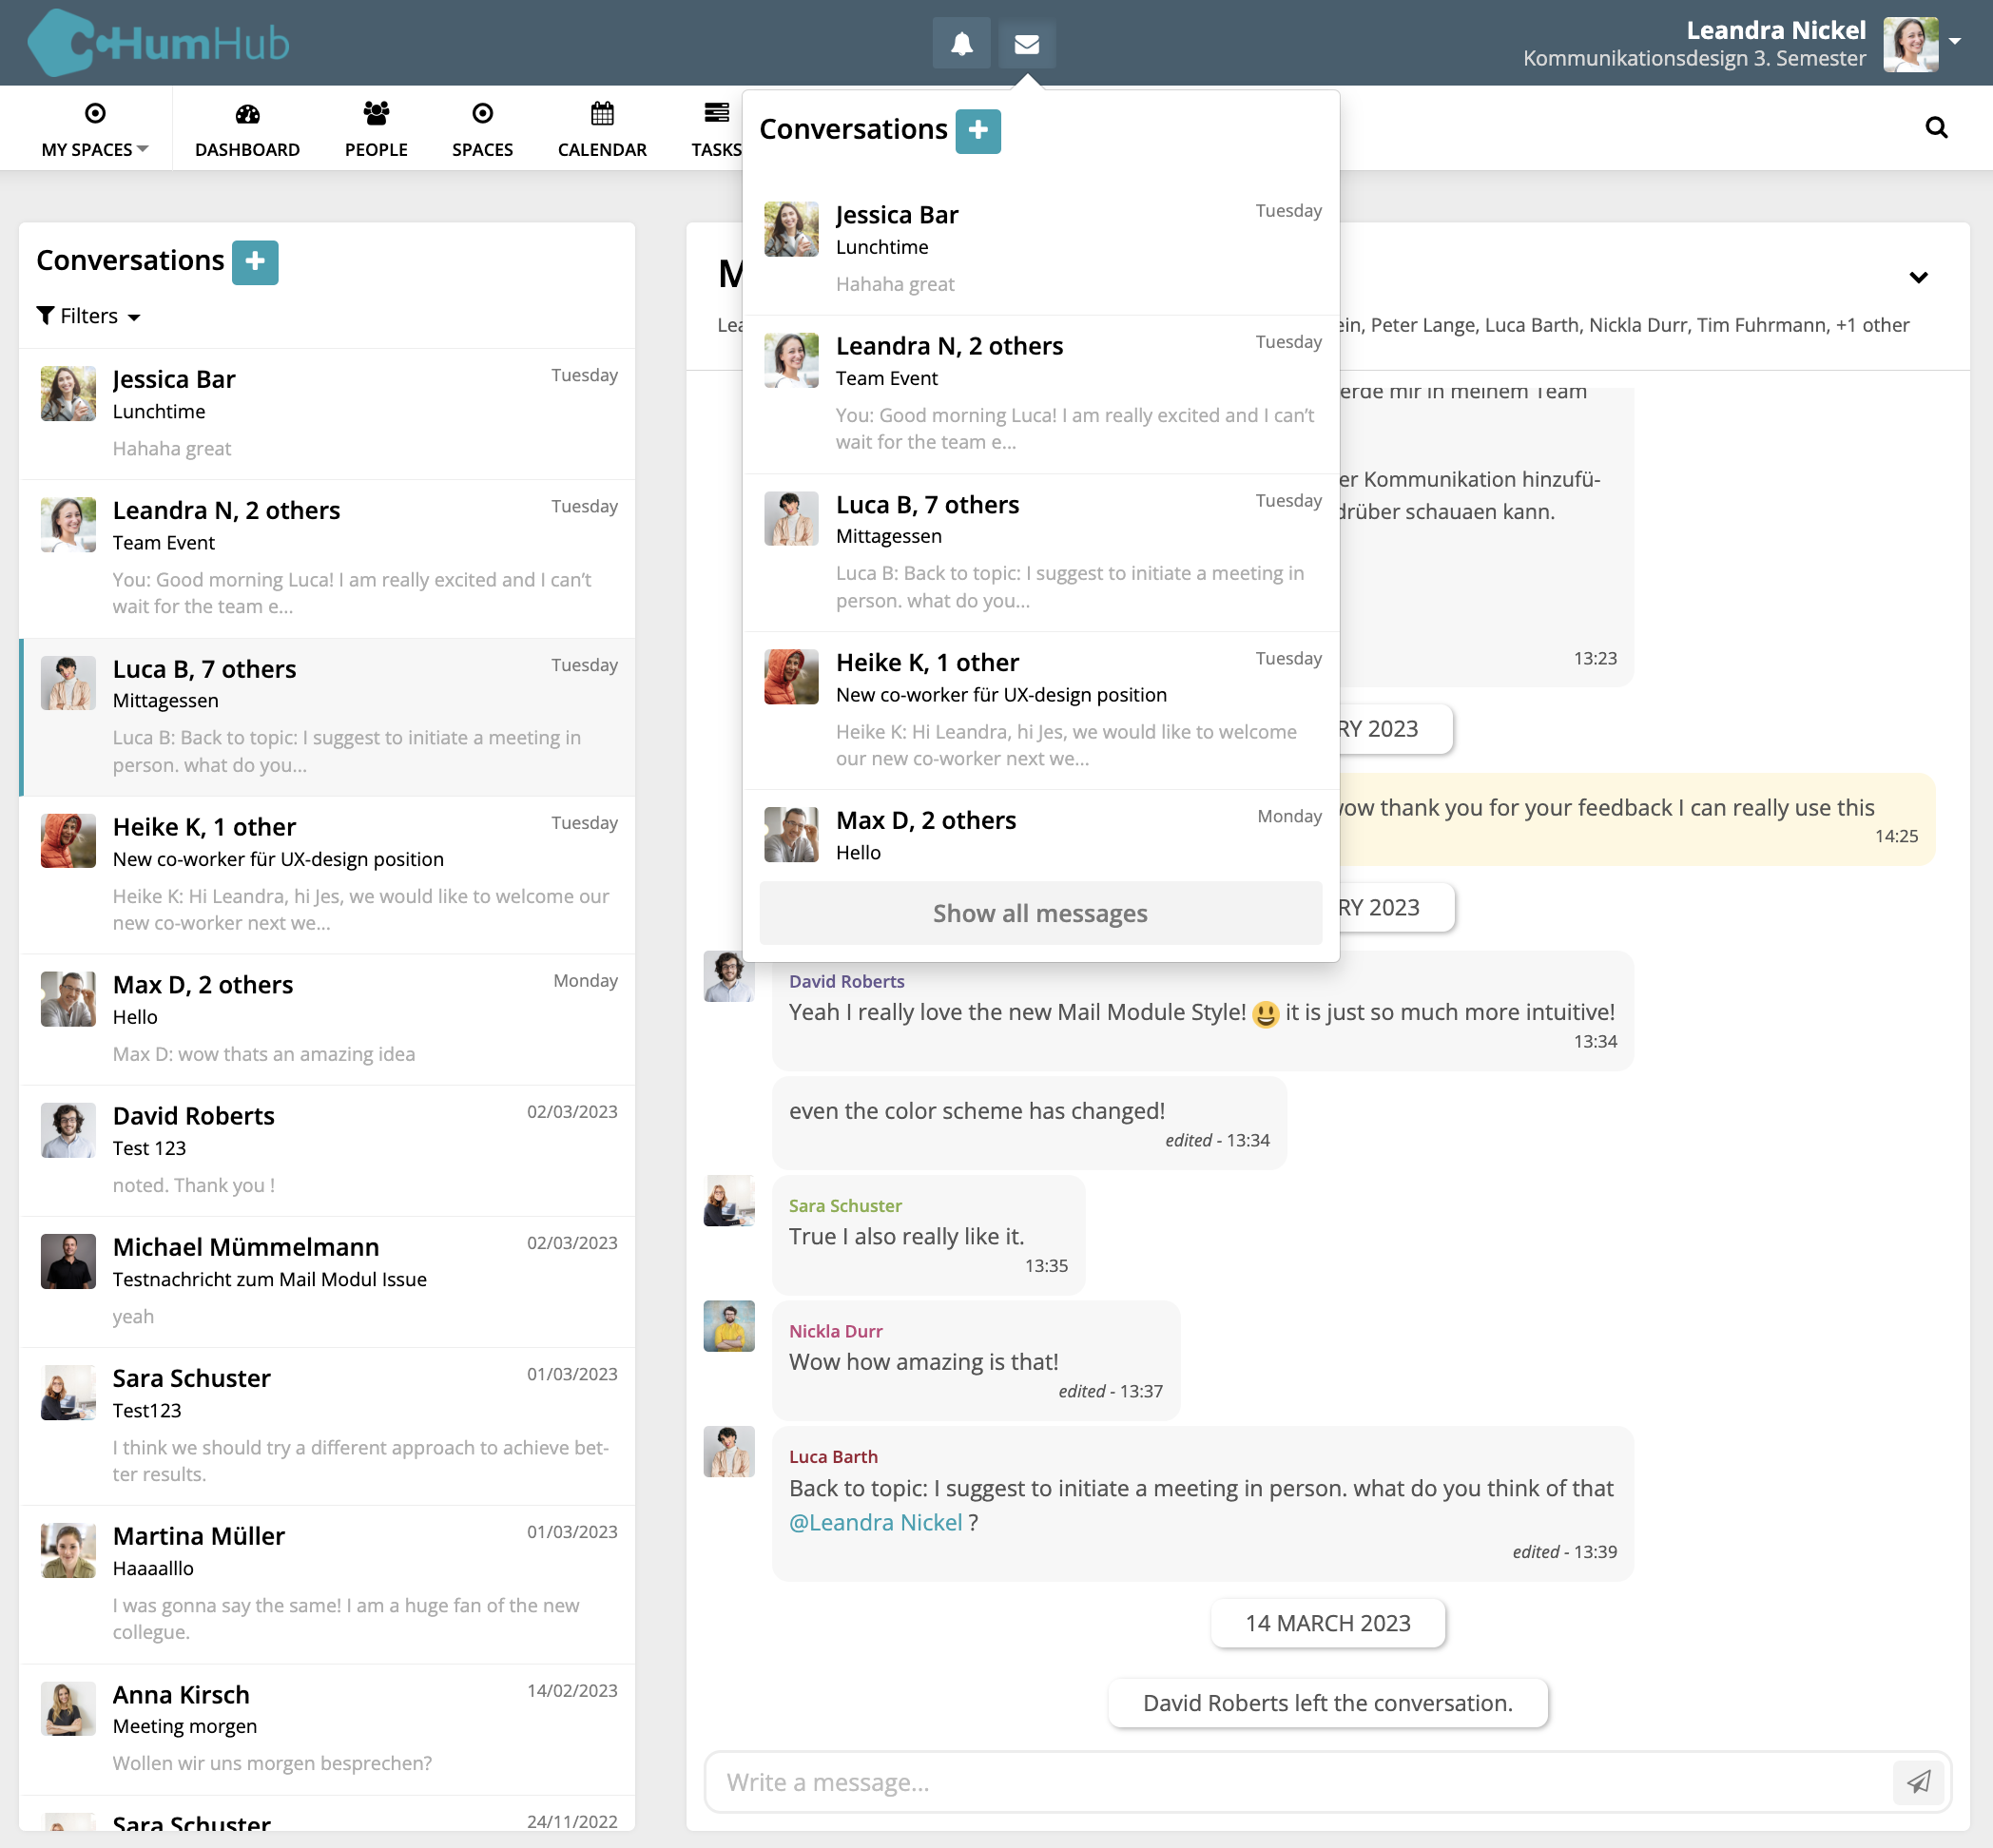 HumHub
Leandra Nickel
Kommunikationsdesign 3. Semester
MY SPACES
DASHBOARD
PEOPLE
SPACES
CALENDAR
TASKS
Conversations
Jessica Bar
Tuesday
Lunchtime
Hahaha great
Leandra N, 2 others
Tuesday
Team Event
You: Good morning Luca! I am really excited and I can’t
wait for the team e...
Luca B, 7 others
Tuesday
Mittagessen
Luca B: Back to topic: I suggest to initiate a meeting in
person. what do you...
Heike K, 1 other
Tuesday
New co-worker für UX-design position
Heike K: Hi Leandra, hi Jes, we would like to welcome
our new co-worker next we...
Max D, 2 others
Monday
Hello
Show all messages
Conversations
Filters
Jessica Bar
Tuesday
Lunchtime
Hahaha great
Leandra N, 2 others
Tuesday
Team Event
You: Good morning Luca! I am really excited and I can’t
wait for the team e...
Luca B, 7 others
Tuesday
Mittagessen
Luca B: Back to topic: I suggest to initiate a meeting in
person. what do you...
Heike K, 1 other
Tuesday
New co-worker für UX-design position
Heike K: Hi Leandra, hi Jes, we would like to welcome our
new co-worker next we...
Max D, 2 others
Monday
Hello
Max D: wow thats an amazing idea
David Roberts
02/03/2023
Test 123
noted. Thank you !
Michael Mümmelmann
02/03/2023
Testnachricht zum Mail Modul Issue
yeah
Sara Schuster
01/03/2023
Test123
I think we should try a different approach to achieve bet-
ter results.
Martina Müller
01/03/2023
Haaaalllo
I was gonna say the same! I am a huge fan of the new
collegue.
Anna Kirsch
14/02/2023
Meeting morgen
Wollen wir uns morgen besprechen?
Sara Schuster
24/11/2022
M
Lea
ein, Peter Lange, Luca Barth, Nickla Durr, Tim Fuhrmann, +1 other
erde mir in meinem Team
er Kommunikation hinzufü-
drüber schauaen kann.
13:23
RY 2023
wow thank you for your feedback I can really use this
14:25
RY 2023
David Roberts
Yeah I really love the new Mail Module Style! 😃 it is just so much more intuitive!
13:34
even the color scheme has changed!
edited - 13:34
Sara Schuster
True I also really like it.
13:35
Nickla Durr
Wow how amazing is that!
edited - 13:37
Luca Barth
Back to topic: I suggest to initiate a meeting in person. what do you think of that
@Leandra Nickel ?
edited - 13:39
14 MARCH 2023
David Roberts left the conversation.
Write a message...